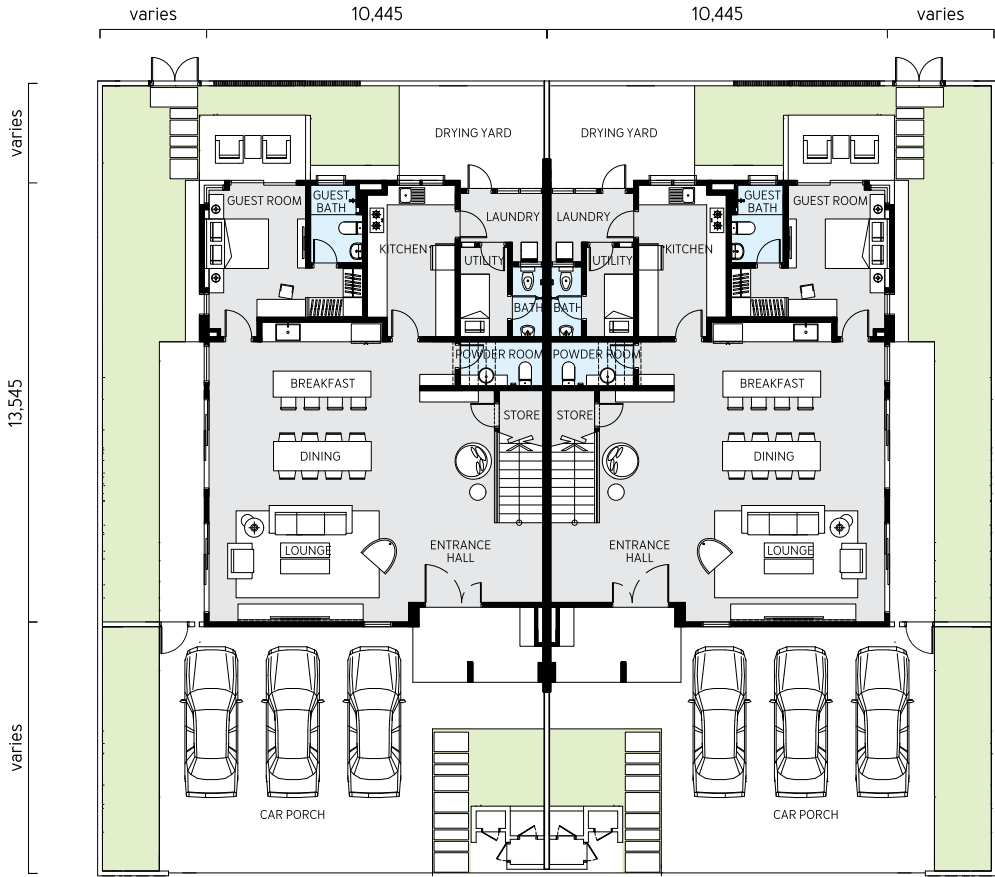 varies 10,445 10,445 varies
varies
DRYING YARD DRYING YARD
GUEST ROOM
GUEST
BATH
LAUNDRY
LAUNDRY
GUEST
BATH
GUEST ROOM
KITCHEN
UTILITY
UTILITY
KITCHEN
BATH
BATH
POWDER ROOM POWDER ROOM
13,545
BREAKFAST
BREAKFAST
STORE STORE
DINING
DINING
LOUNGE
ENTRANCE
HALL
ENTRANCE
HALL
LOUNGE
varies
CAR PORCH
CAR PORCH